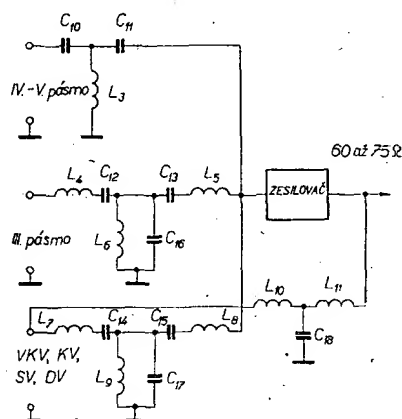 C10 C11
L3
IV.-V. pásmo
60 až 75 Ω
L4 C12 C13 L5
ZESILOVAČ
L6 C16
III. pásmo
L10 L11
L7 C14 C15 L8
C18
VKV, KV,
SV, DV
L9 C17